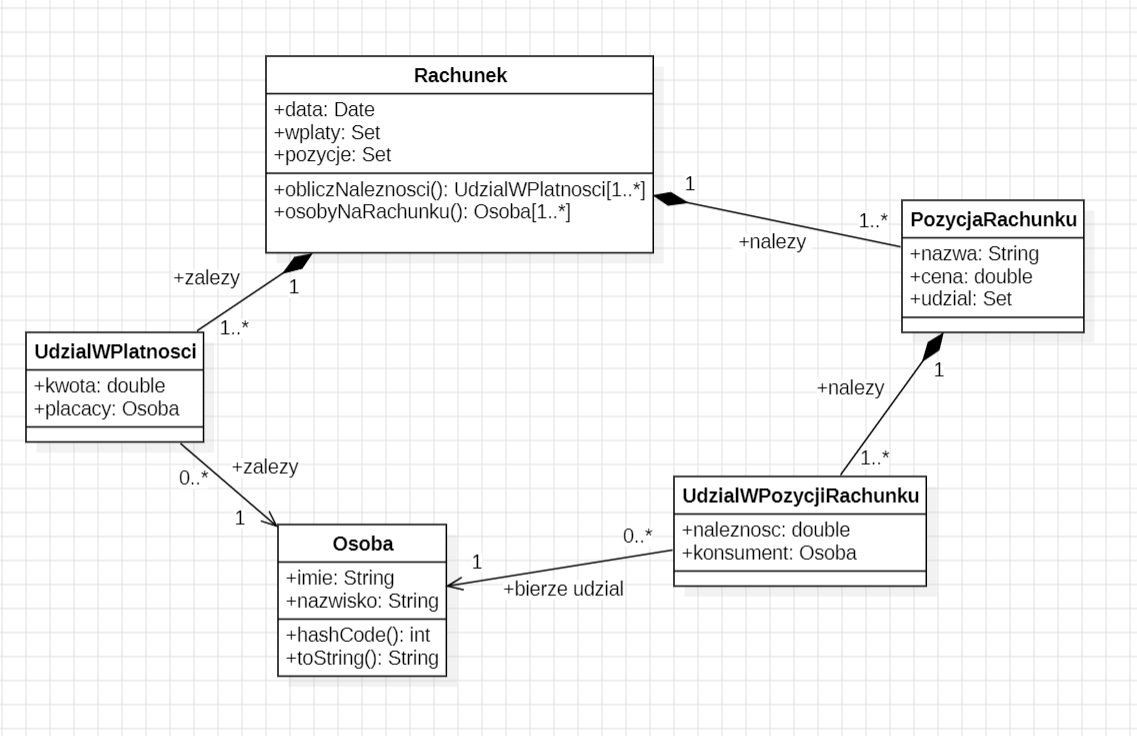 Rachunek
+data: Date
+wplaty: Set
+pozycje: Set
+obliczNaleznosci(): UdzialWPlatnosci[1..*]
+osobyNaRachunku(): Osoba[1..*]
1
1..*
+nalezy
PozycjaRachunku
+nazwa: String
+cena: double
+udzial: Set
+zalezy
1
1..*
UdzialWPlatnosci
+kwota: double
+placacy: Osoba
1
+nalezy
1..*
+zalezy
0..*
1
UdzialWPozycjiRachunku
+naleznosc: double
+konsument: Osoba
0..*
1
+bierze udzial
Osoba
+imie: String
+nazwisko: String
+hashCode(): int
+toString(): String